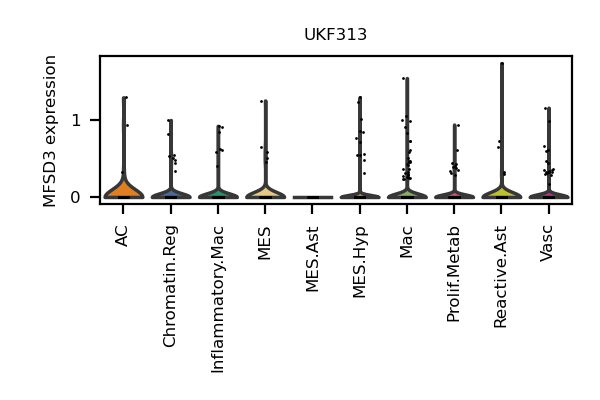 UKF313
MFSD3 expression
1
0
AC
Chromatin.Reg
Inflammatory.Mac
MES
MES.Ast
MES.Hyp
Mac
Prolif.Metab
Reactive.Ast
Vasc